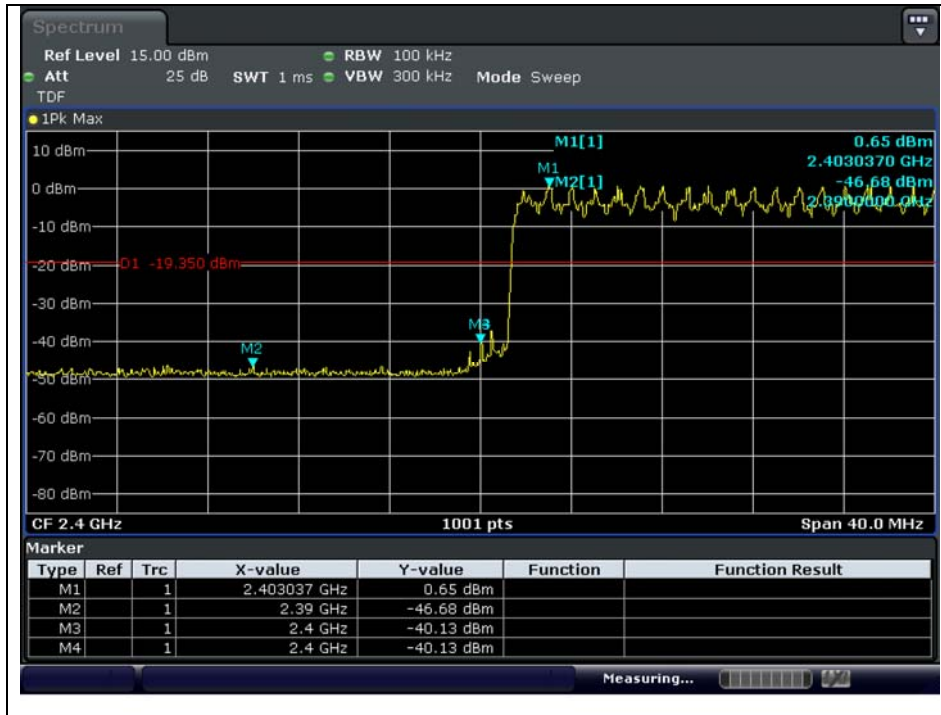 Spectrum
Ref Level 15.00 dBm RBW 100 kHz
Att 25 dB SWT 1 ms VBW 300 kHz Mode Sweep
TDF
1Pk Max
M1[1] 0.65 dBm
2.4030370 GHz
M2[1] -46.68 dBm
2.3900000 GHz
10 dBm
M1
0 dBm
-10 dBm
-20 dBm
D1 -19.350 dBm
-30 dBm
-40 dBm
M2
-50 dBm
-60 dBm
-70 dBm
-80 dBm
CF 2.4 GHz 1001 pts Span 40.0 MHz
Marker
Type Ref Trc X-value Y-value Function Function Result
M1 1 2.403037 GHz 0.65 dBm
M2 1 2.39 GHz -46.68 dBm
M3 1 2.4 GHz -40.13 dBm
M4 1 2.4 GHz -40.13 dBm
Measuring...